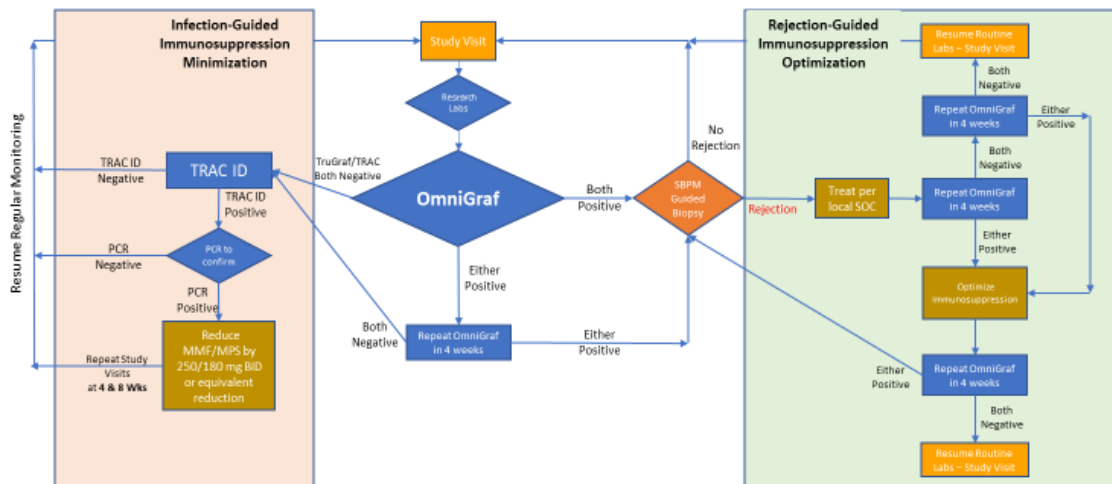 Infection-Guided
Immunosuppression
Minimization
Study Visit
Rejection-Guided
Immunosuppression
Optimization
Resume Routine
Labs – Study Visit
Research
Labs
Both
Negative
Repeat OmniGraf
in 4 weeks
Either
Positive
No
Rejection
Resume Regular Monitoring
TRAC ID
Negative
TRAC ID
TruGraf/TRAC
Both Negative
OmniGraf
Both
Positive
SBPM
Guided
Biopsy
Rejection
Treat per
local SOC
Both
Negative
Repeat OmniGraf
in 4 weeks
TRAC ID
Positive
PCR
Negative
PCR to
confirm
Either
Positive
Either
Positive
Optimize
Immunosuppression
PCR
Positive
Reduce
MMF/MPS by
250/180 mg BID
or equivalent
reduction
Repeat Study
Visits
at 4 & 8 Wks
Both
Negative
Repeat OmniGraf
in 4 weeks
Either
Positive
Either
Positive
Repeat OmniGraf
in 4 weeks
Both
Negative
Resume Routine
Labs – Study Visit